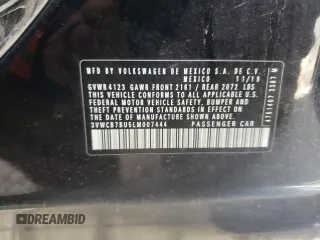 MFD BY VOLKSWAGEN DE MEXICO S.A. DE C.V.
MEXICO 11/19
GVWR 4123 GAWR FRONT 2161 / REAR 2072 LBS
THIS VEHICLE CONFORMS TO ALL APPLICABLE
FEDERAL MOTOR VEHICLE SAFETY, BUMPER AND
THEFT PREVENTION STANDARDS IN EFFECT ON THE
DATE OF MANUFACTURE SHOWN ABOVE.
3VWCB7BU5LM007444 PASSENGER CAR
DREAMBID